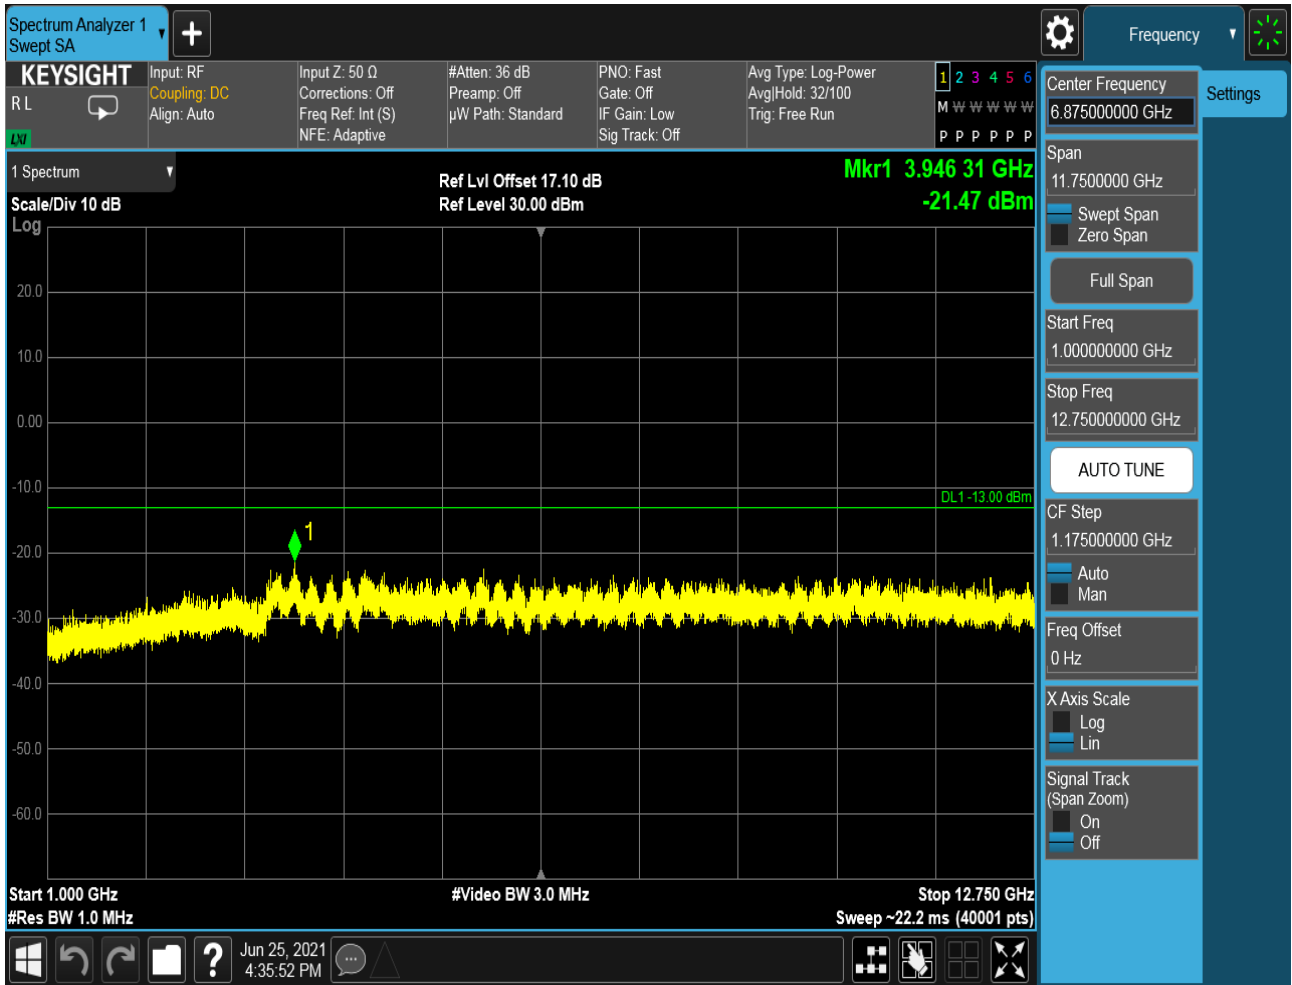 Spectrum Analyzer 1
Swept SA
Frequency
KEYSIGHT
R L
LXI
Input: RF
Coupling: DC
Align: Auto
Input Z: 50 Ω
Corrections: Off
Freq Ref: Int (S)
NFE: Adaptive
#Atten: 36 dB
Preamp: Off
µW Path: Standard
PNO: Fast
Gate: Off
IF Gain: Low
Sig Track: Off
Avg Type: Log-Power
Avg|Hold: 32/100
Trig: Free Run
1 2 3 4 5 6
M W W W W W
P P P P P P
Center Frequency
6.875000000 GHz
Settings
1 Spectrum
Scale/Div 10 dB
Log
Ref Lvl Offset 17.10 dB
Ref Level 30.00 dBm
Mkr1 3.946 31 GHz
-21.47 dBm
Span
11.7500000 GHz
Swept Span
Zero Span
Full Span
Start Freq
1.000000000 GHz
Stop Freq
12.750000000 GHz
AUTO TUNE
CF Step
1.175000000 GHz
Auto
Man
Freq Offset
0 Hz
X Axis Scale
Log
Lin
Signal Track
(Span Zoom)
On
Off
20.0
10.0
0.00
-10.0
-20.0
-30.0
-40.0
-50.0
-60.0
DL1 -13.00 dBm
1
Start 1.000 GHz
#Video BW 3.0 MHz
Stop 12.750 GHz
#Res BW 1.0 MHz
Sweep ~22.2 ms (40001 pts)
?
Jun 25, 2021
4:35:52 PM